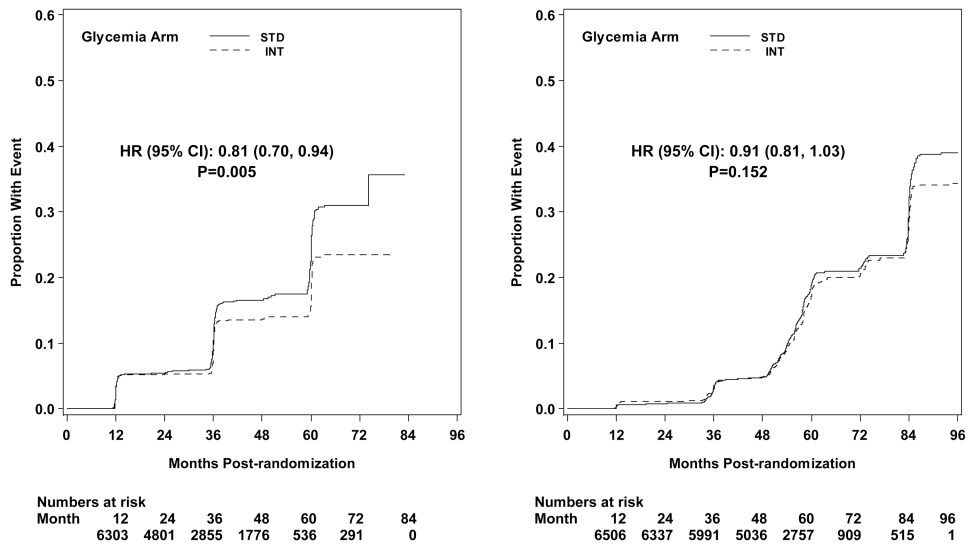 Glycemia Arm
STD
INT
HR (95% CI): 0.81 (0.70, 0.94)
P=0.005
Proportion With Event
0.6
0.5
0.4
0.3
0.2
0.1
0.0
0 12 24 36 48 60 72 84 96
Months Post-randomization
Numbers at risk
Month 12 24 36 48 60 72 84
6303 4801 2855 1776 536 291 0
Glycemia Arm
STD
INT
HR (95% CI): 0.91 (0.81, 1.03)
P=0.152
Proportion With Event
0.6
0.5
0.4
0.3
0.2
0.1
0.0
0 12 24 36 48 60 72 84 96
Months Post-randomization
Numbers at risk
Month 12 24 36 48 60 72 84 96
6506 6337 5991 5036 2757 909 515 1